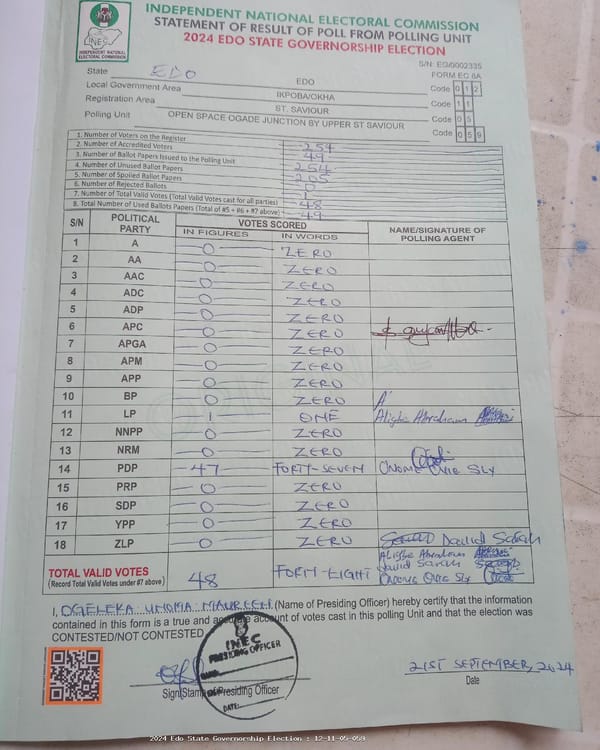 INDEPENDENT NATIONAL ELECTORAL COMMISSION
STATEMENT OF RESULT OF POLL FROM POLLING UNIT
2024 EDO STATE GOVERNORSHIP ELECTION
INEC
INDEPENDENT NATIONAL ELECTORAL COMMISSION
S/N: EG/0002335
FORM EC 8A
State EDO
Local Government Area EDO Code 0 1 2
Registration Area IKPOBA/OKHA Code 1 1
ST. SAVIOUR Code 0 5
Polling Unit OPEN SPACE OGADE JUNCTION BY UPPER ST SAVIOUR Code 0 5 9
1. Number of Voters on the Register 254
2. Number of Accredited Voters 49
3. Number of Ballot Papers Issued to the Polling Unit 254
4. Number of Unused Ballot Papers 205
5. Number of Spoiled Ballot Papers 0
6. Number of Rejected Ballots 1
7. Number of Total Valid Votes (Total Valid Votes cast for all parties) 48
8. Total Number of Used Ballots Papers (Total of #5 + #6 + #7 above) 49
S/N POLITICAL PARTY VOTES SCORED NAME/SIGNATURE OF POLLING AGENT
IN FIGURES IN WORDS
1 A 0 ZERO
2 AA 0 ZERO
3 AAC 0 ZERO
4 ADC 0 ZERO
5 ADP 0 ZERO
6 APC 0 ZERO
7 APGA 0 ZERO
8 APM 0 ZERO
9 APP 0 ZERO
10 BP 0 ZERO
11 LP 1 ONE Alighe Abraham
12 NNPP 0 ZERO
13 NRM 0 ZERO
14 PDP 47 FORTY-SEVEN ONOME OVIE SLY
15 PRP 0 ZERO
16 SDP 0 ZERO
17 YPP 0 ZERO
18 ZLP 0 ZERO David Sarah
TOTAL VALID VOTES (Record Total Valid Votes under #7 above) 48 FORTY-EIGHT Alighe Abraham
David Sarah
Onome Ovie Sly
I, OGELEKA UNOMA MAUREEN (Name of Presiding Officer) hereby certify that the information
contained in this form is a true and accurate account of votes cast in this polling Unit and that the election was
CONTESTED/NOT CONTESTED
INEC
PRESIDING OFFICER
DATE:
21ST SEPTEMBER, 2024
Sign/Stamp of Presiding Officer Date
2024 Edo State Governorship Election : 12-11-05-059